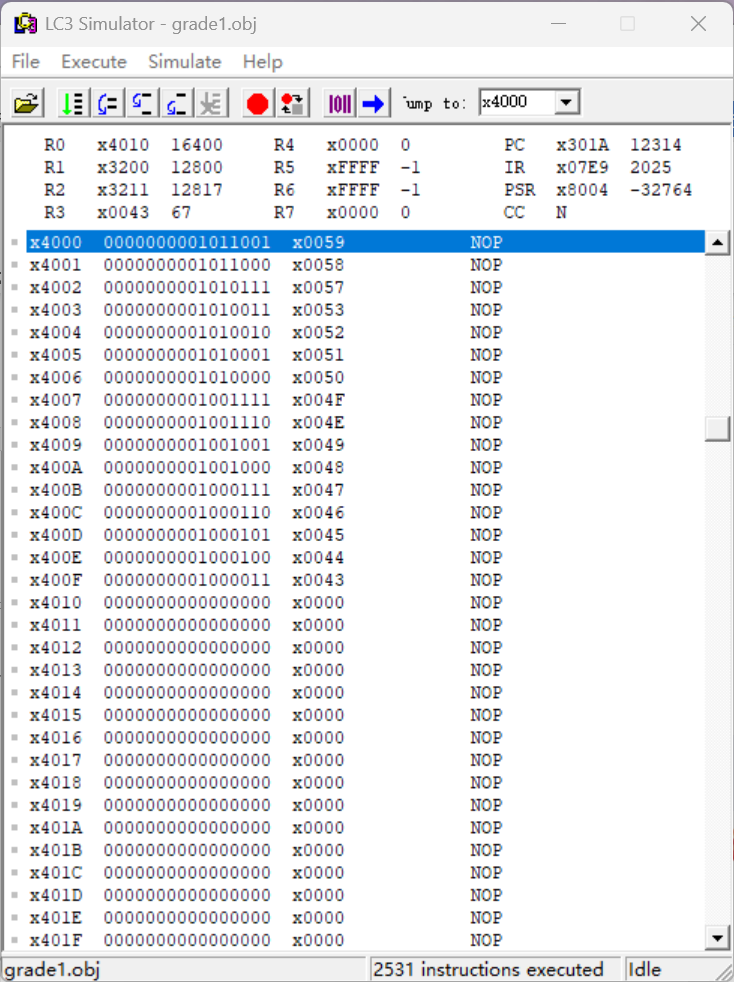 LC3 Simulator - grade1.obj
File Execute Simulate Help
Jump to: x4000
R0 x4010 16400 R4 x0000 0 PC x301A 12314
R1 x3200 12800 R5 xFFFF -1 IR x07E9 2025
R2 x3211 12817 R6 xFFFF -1 PSR x8004 -32764
R3 x0043 67 R7 x0000 0 CC N
x4000 0000000001011001 x0059 NOP
x4001 0000000001011000 x0058 NOP
x4002 0000000001010111 x0057 NOP
x4003 0000000001010011 x0053 NOP
x4004 0000000001010010 x0052 NOP
x4005 0000000001010001 x0051 NOP
x4006 0000000001010000 x0050 NOP
x4007 0000000001001111 x004F NOP
x4008 0000000001001110 x004E NOP
x4009 0000000001001001 x0049 NOP
x400A 0000000001001000 x0048 NOP
x400B 0000000001000111 x0047 NOP
x400C 0000000001000110 x0046 NOP
x400D 0000000001000101 x0045 NOP
x400E 0000000001000100 x0044 NOP
x400F 0000000001000011 x0043 NOP
x4010 0000000000000000 x0000 NOP
x4011 0000000000000000 x0000 NOP
x4012 0000000000000000 x0000 NOP
x4013 0000000000000000 x0000 NOP
x4014 0000000000000000 x0000 NOP
x4015 0000000000000000 x0000 NOP
x4016 0000000000000000 x0000 NOP
x4017 0000000000000000 x0000 NOP
x4018 0000000000000000 x0000 NOP
x4019 0000000000000000 x0000 NOP
x401A 0000000000000000 x0000 NOP
x401B 0000000000000000 x0000 NOP
x401C 0000000000000000 x0000 NOP
x401D 0000000000000000 x0000 NOP
x401E 0000000000000000 x0000 NOP
x401F 0000000000000000 x0000 NOP
grade1.obj 2531 instructions executed Idle